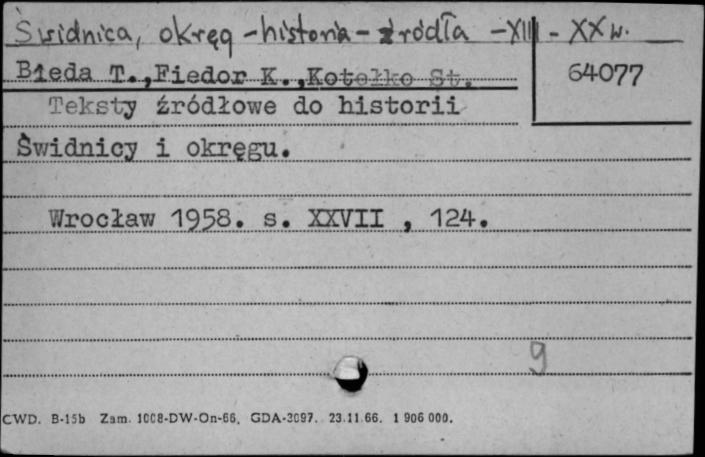 Świdnica, okręg - historia - źródła - XIII - XX w.
Bieda T., Fiedor K., Kotełko St.
64077
Teksty źródłowe do historii
Świdnicy i okręgu.
Wrocław 1958. s. XXVII , 124.
9
CWD. B-15b Zam. 1008-DW-On-66, GDA-3097. 23.11.66. 1 906 000.